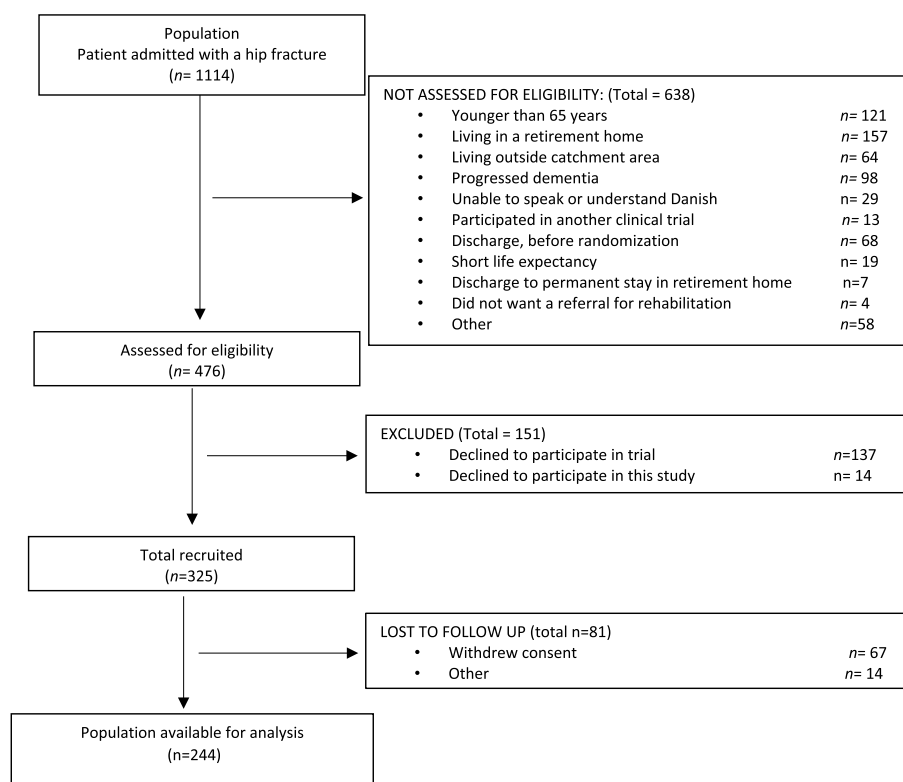 Population
Patient admitted with a hip fracture
(n= 1114)
NOT ASSESSED FOR ELIGIBILITY: (Total = 638)
• Younger than 65 years n= 121
• Living in a retirement home n= 157
• Living outside catchment area n= 64
• Progressed dementia n= 98
• Unable to speak or understand Danish n= 29
• Participated in another clinical trial n= 13
• Discharge, before randomization n= 68
• Short life expectancy n= 19
• Discharge to permanent stay in retirement home n=7
• Did not want a referral for rehabilitation n= 4
• Other n=58
Assessed for eligibility
(n= 476)
EXCLUDED (Total = 151)
• Declined to participate in trial n=137
• Declined to participate in this study n= 14
Total recruited
(n=325)
LOST TO FOLLOW UP (total n=81)
• Withdrew consent n= 67
• Other n= 14
Population available for analysis
(n=244)